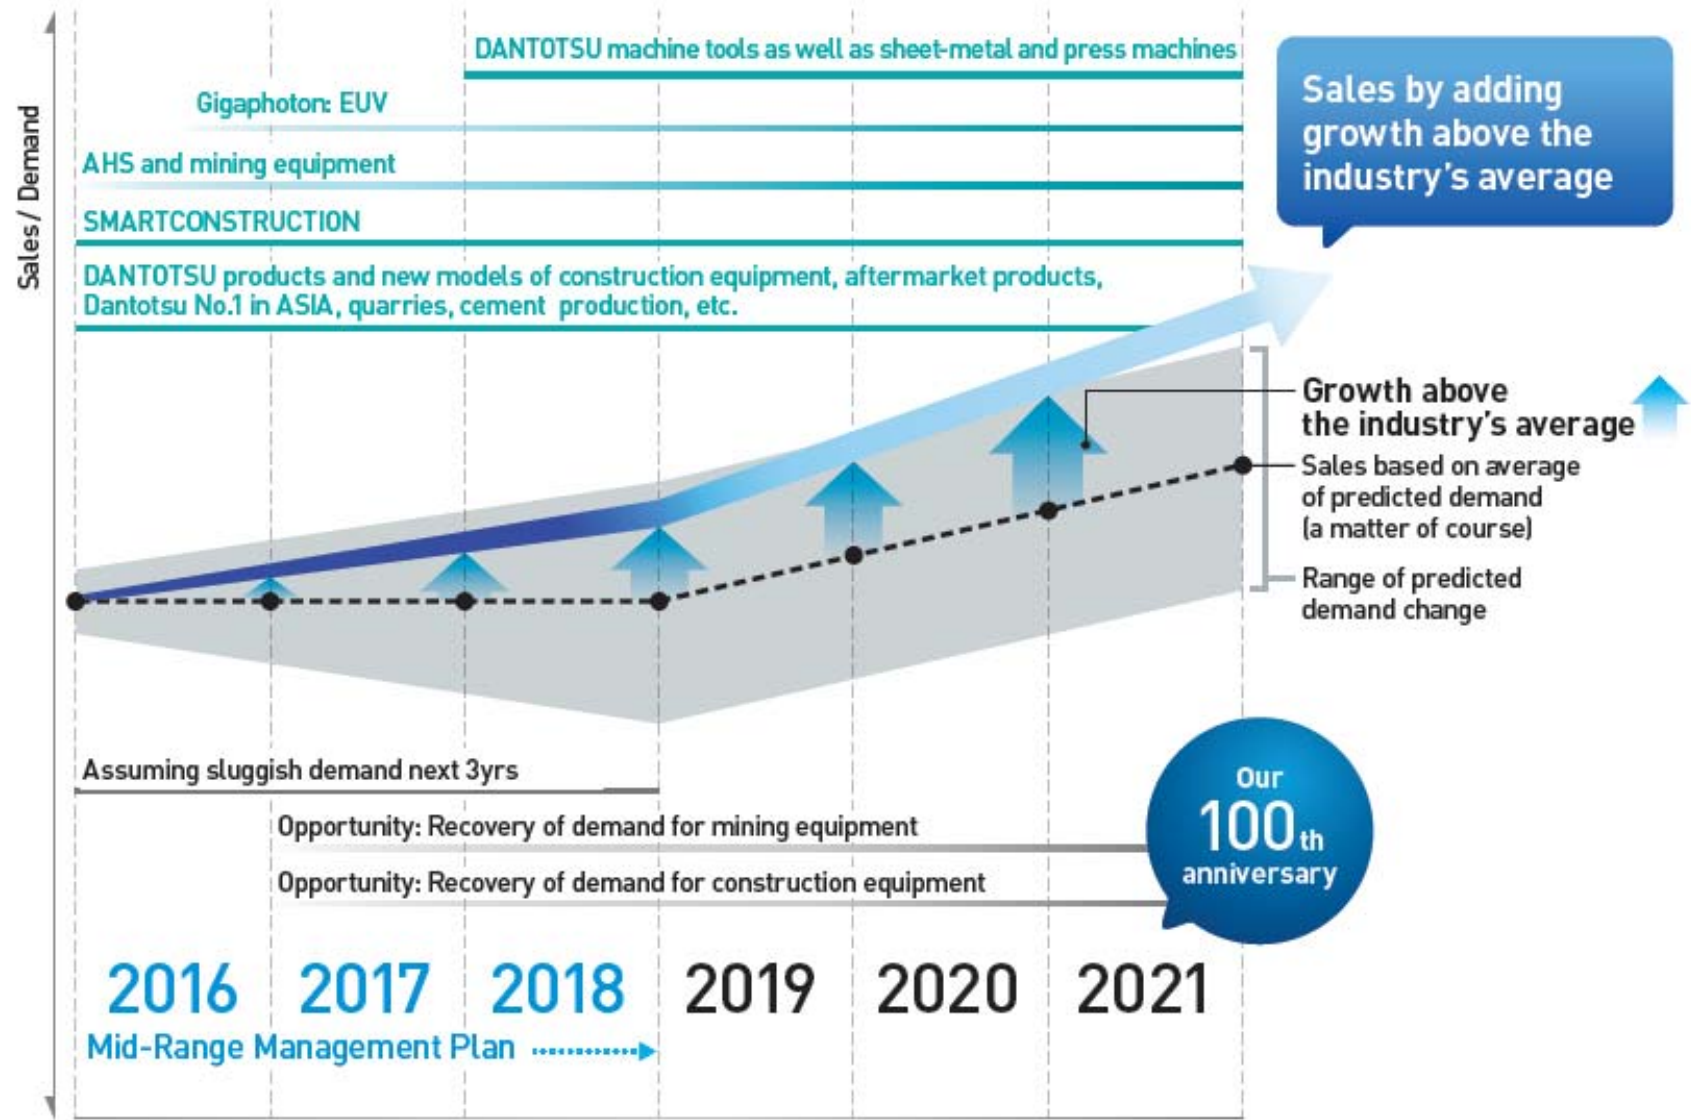 Sales / Demand
DANTOTSU machine tools as well as sheet-metal and press machines
Gigaphoton: EUV
AHS and mining equipment
SMARTCONSTRUCTION
DANTOTSU products and new models of construction equipment, aftermarket products,
Dantotsu No.1 in ASIA, quarries, cement production, etc.
Sales by adding
growth above the
industry's average
Growth above
the industry's average
Sales based on average
of predicted demand
(a matter of course)
Range of predicted
demand change
Assuming sluggish demand next 3yrs
Opportunity: Recovery of demand for mining equipment
Opportunity: Recovery of demand for construction equipment
Our
100th
anniversary
2016 2017 2018 2019 2020 2021
Mid-Range Management Plan